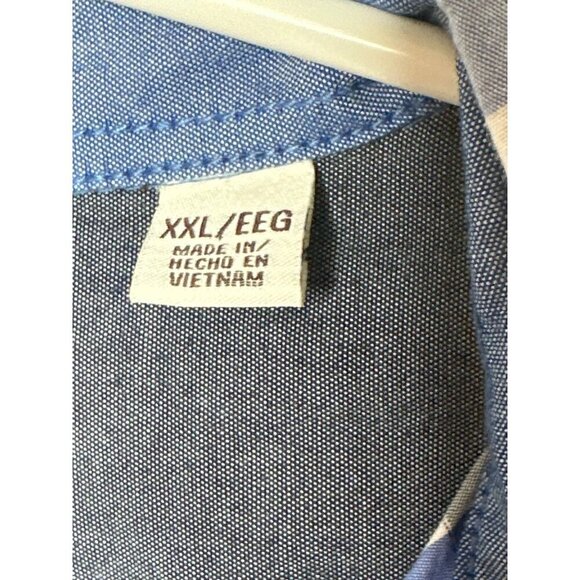 XXL/EEG
MADE IN/
HECHO EN
VIETNAM